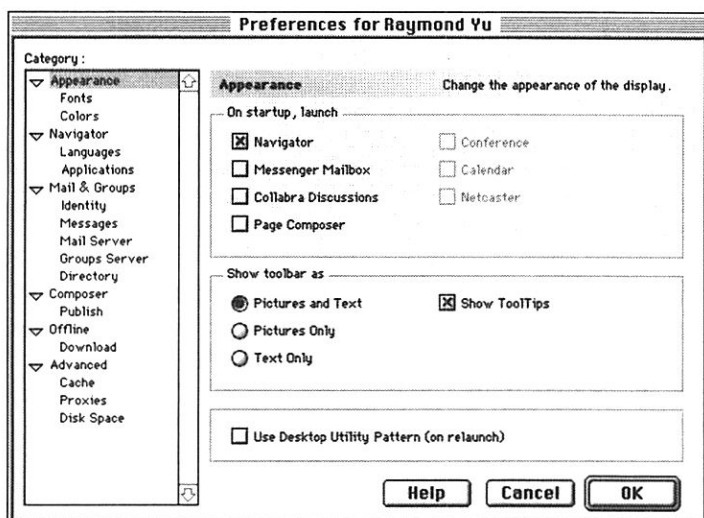 Preferences for Raymond Yu
Category :
Appearance
Fonts
Colors
Navigator
Languages
Applications
Mail & Groups
Identity
Messages
Mail Server
Groups Server
Directory
Composer
Publish
Offline
Download
Advanced
Cache
Proxies
Disk Space
Appearance Change the appearance of the display.
On startup, launch
Navigator Conference
Messenger Mailbox Calendar
Collabra Discussions Netcaster
Page Composer
Show toolbar as
Pictures and Text Show ToolTips
Pictures Only
Text Only
Use Desktop Utility Pattern (on relaunch)
Help Cancel OK